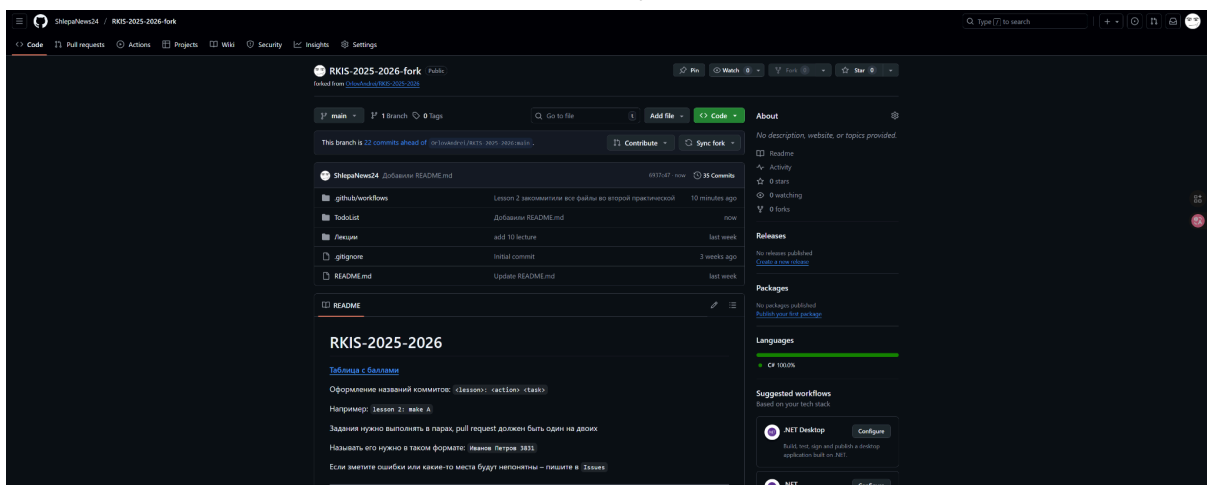 ShlepaNews24 / RKIS-2025-2026-fork
Type / to search
Code Pull requests Actions Projects Wiki Security Insights Settings
RKIS-2025-2026-fork Public
Pin Watch 0 Fork 0 Star 0
forked from OrlovAndrei/RKIS-2025-2026
main 1 Branch 0 Tags
Go to file t
Add file Code
This branch is 22 commits ahead of OrlovAndrei/RKIS-2025-2026:main .
Contribute Sync fork
ShlepaNews24 Добавили README.md
6937c47 · now 35 Commits
.github/workflows Lesson 2 закоммитили все файлы во второй практической 10 minutes ago
TodoList Добавили README.md now
Лекции add 10 lecture last week
.gitignore Initial commit 3 weeks ago
README.md Update README.md last week
README
RKIS-2025-2026
Таблица с баллами
Оформление названий коммитов: <lesson>: <action> <task>
Например: lesson 2: make A
Задания нужно выполнять в парах, pull request должен быть один на двоих
Называть его нужно в таком формате: Иванов Петров 3831
Если зметите ошибки или какие-то места будут непонятны – пишите в Issues
About
No description, website, or topics provided.
Readme
Activity
0 stars
0 watching
0 forks
Releases
No releases published
Create a new release
Packages
No packages published
Publish your first package
Languages
C# 100.0%
Suggested workflows
Based on your tech stack
.NET Desktop Configure
Build, test, sign and publish a desktop
application built on .NET.
.NET Configure